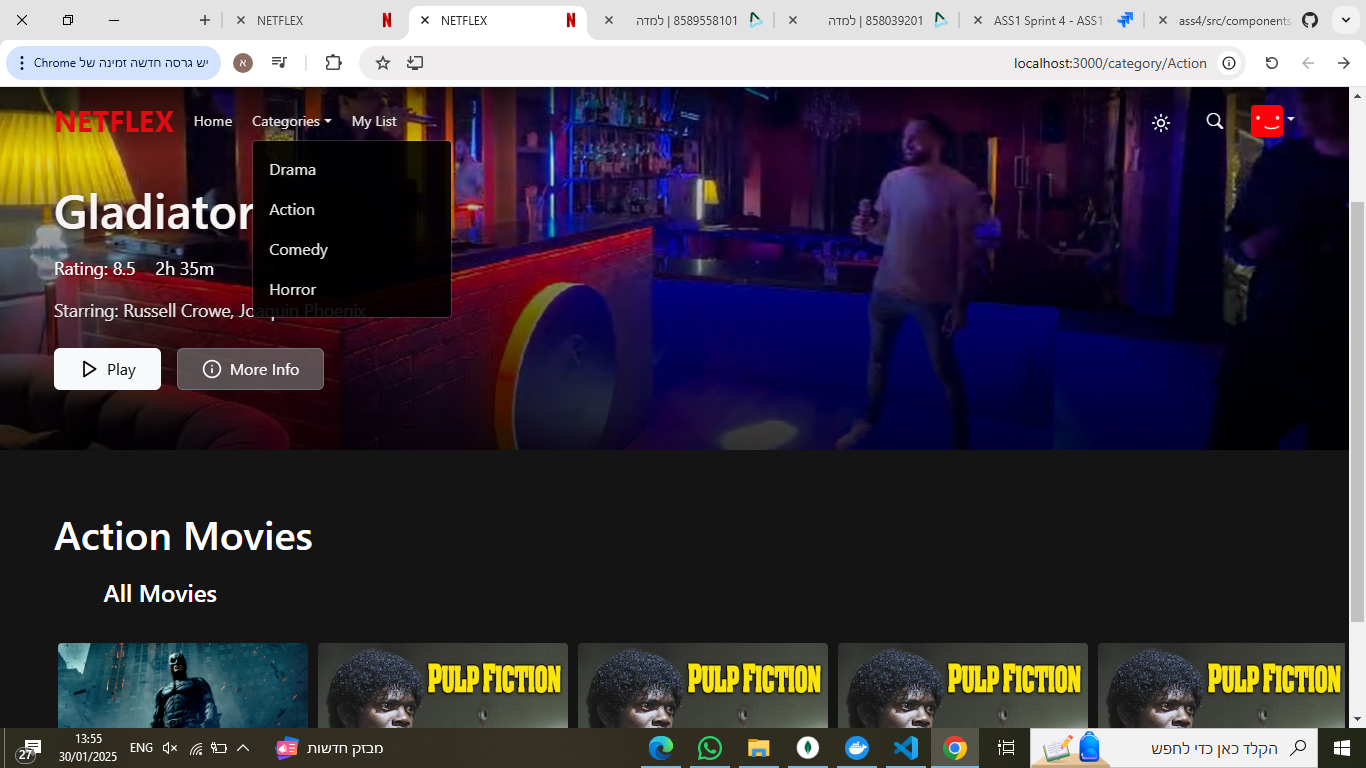 NETFLEX
NETFLEX
8589558101 | למדה
858039201 | למדה
ASS1 Sprint 4 - ASS1
ass4/src/components
יש גרסה חדשה זמינה של Chrome
א
localhost:3000/category/Action
NETFLEX Home Categories My List
Drama
Action
Comedy
Horror
Gladiator
Rating: 8.5 2h 35m
Starring: Russell Crowe, Joaquin Phoenix
Play More Info
Action Movies
All Movies
PULP FICTION PULP FICTION PULP FICTION PULP FICTION
27
13:55
30/01/2025
ENG
מבזק חדשות
הקלד כאן כדי לחפש